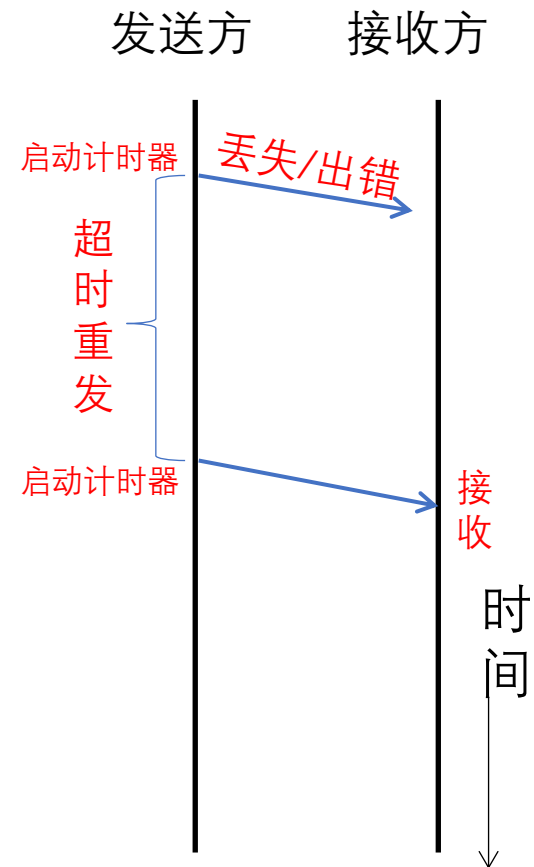 发送方
接收方
启动计时器
丢失/出错
超时重发
启动计时器
接收
时间